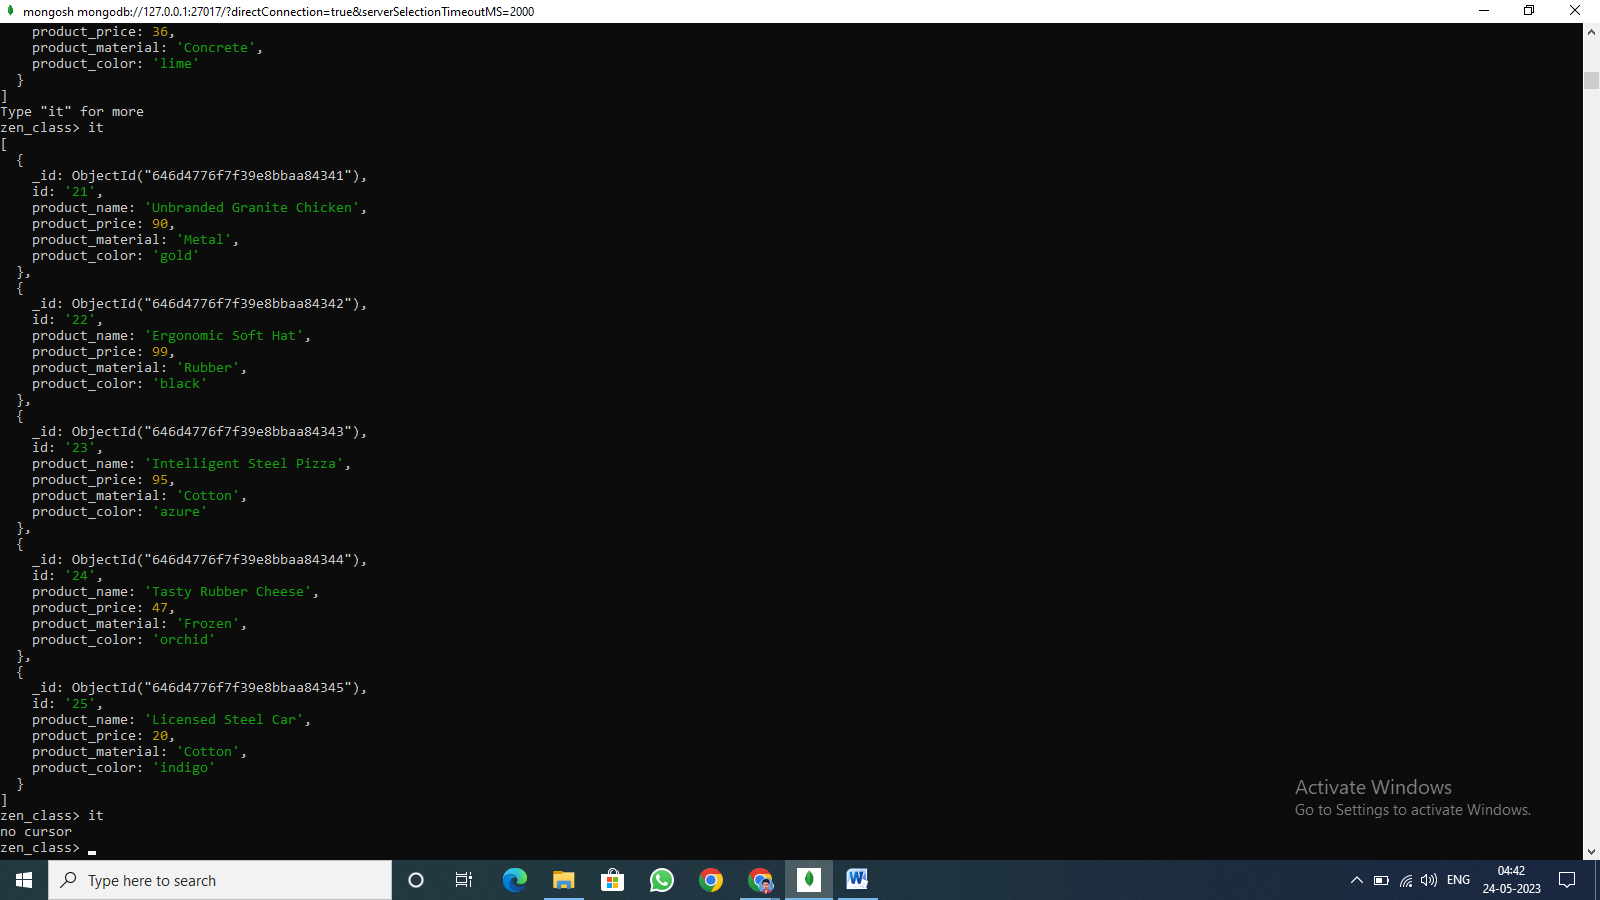 mongosh mongodb://127.0.0.1:27017/?directConnection=true&serverSelectionTimeoutMS=2000
    product_price: 36,
    product_material: 'Concrete',
    product_color: 'lime'
  }
]
Type "it" for more
zen_class> it
[
  {
    _id: ObjectId("646d4776f7f39e8bbaa84341"),
    id: '21',
    product_name: 'Unbranded Granite Chicken',
    product_price: 90,
    product_material: 'Metal',
    product_color: 'gold'
  },
  {
    _id: ObjectId("646d4776f7f39e8bbaa84342"),
    id: '22',
    product_name: 'Ergonomic Soft Hat',
    product_price: 99,
    product_material: 'Rubber',
    product_color: 'black'
  },
  {
    _id: ObjectId("646d4776f7f39e8bbaa84343"),
    id: '23',
    product_name: 'Intelligent Steel Pizza',
    product_price: 95,
    product_material: 'Cotton',
    product_color: 'azure'
  },
  {
    _id: ObjectId("646d4776f7f39e8bbaa84344"),
    id: '24',
    product_name: 'Tasty Rubber Cheese',
    product_price: 47,
    product_material: 'Frozen',
    product_color: 'orchid'
  },
  {
    _id: ObjectId("646d4776f7f39e8bbaa84345"),
    id: '25',
    product_name: 'Licensed Steel Car',
    product_price: 20,
    product_material: 'Cotton',
    product_color: 'indigo'
  }
]
zen_class> it
no cursor
zen_class>
Activate Windows
Go to Settings to activate Windows.
Type here to search
ENG
04:42
24-05-2023